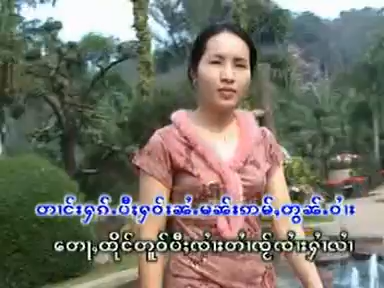 တၢင်းႁၵ်ႉပီႈႁဝ်းၼႆႉမၼ်းဢမ်ႇတွၼ်ႉဝၢႆး
တေႃႇထိုင်တူဝ်ပီႈလၢႆးတၢႆ